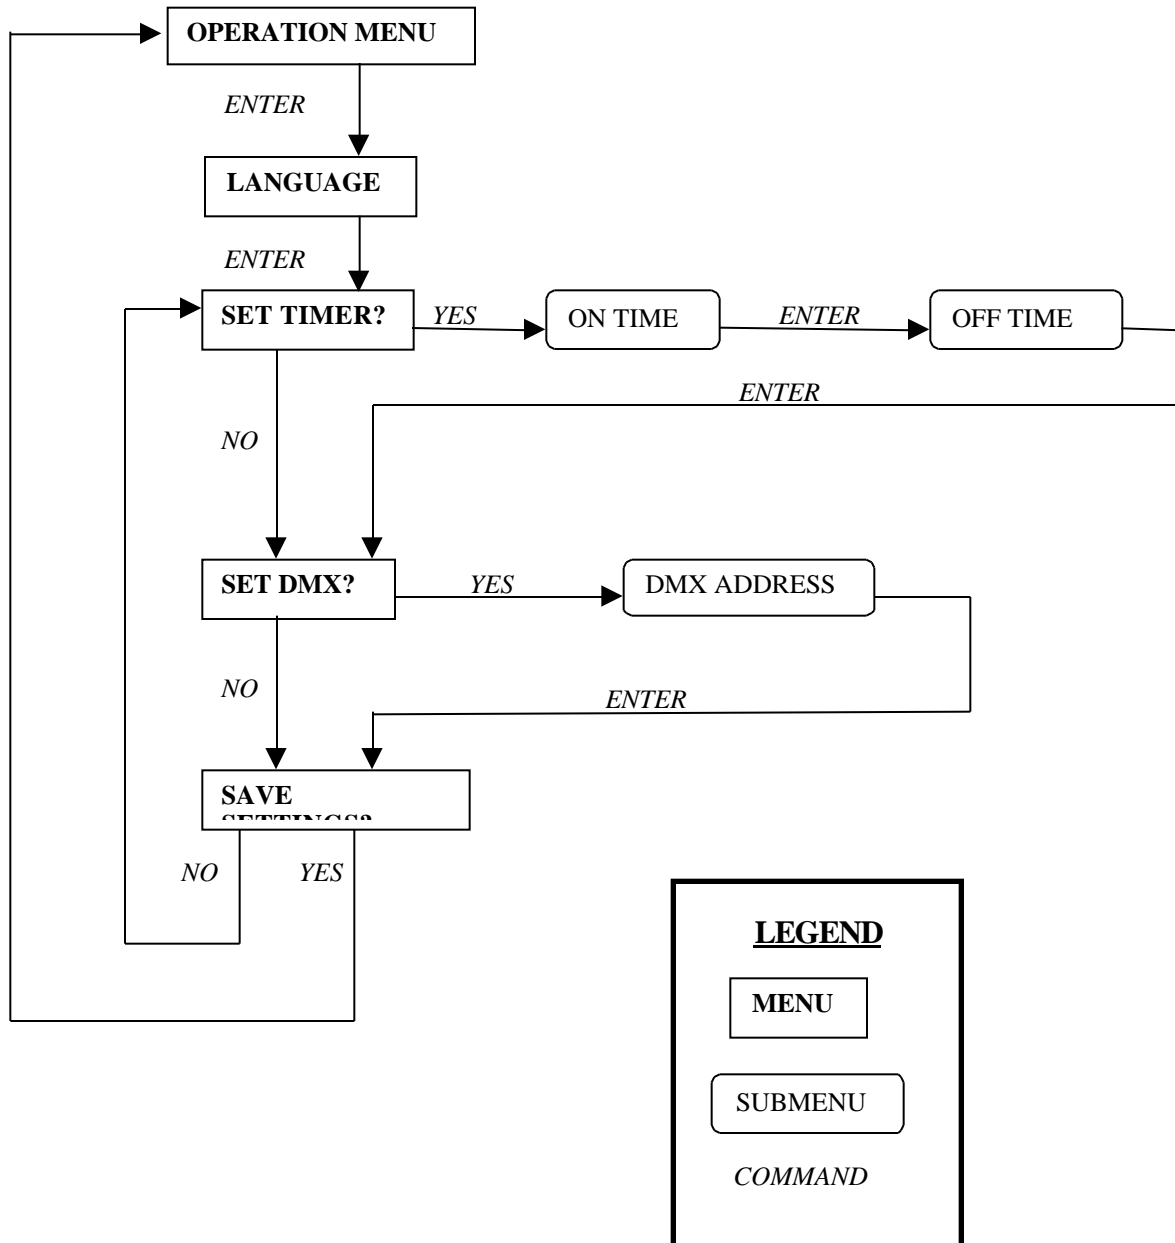 OPERATION MENU
ENTER
LANGUAGE
ENTER
SET TIMER?
YES
ON TIME
ENTER
OFF TIME
ENTER
NO
SET DMX?
YES
DMX ADDRESS
NO
ENTER
SAVE
SETTINGS?
NO
YES
LEGEND
MENU
SUBMENU
COMMAND